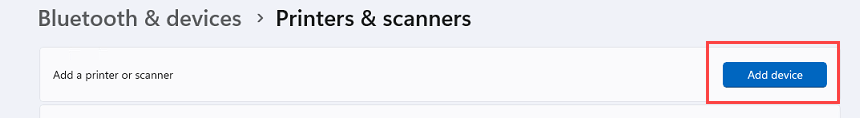 Bluetooth & devices › Printers & scanners
Add a printer or scanner Add device